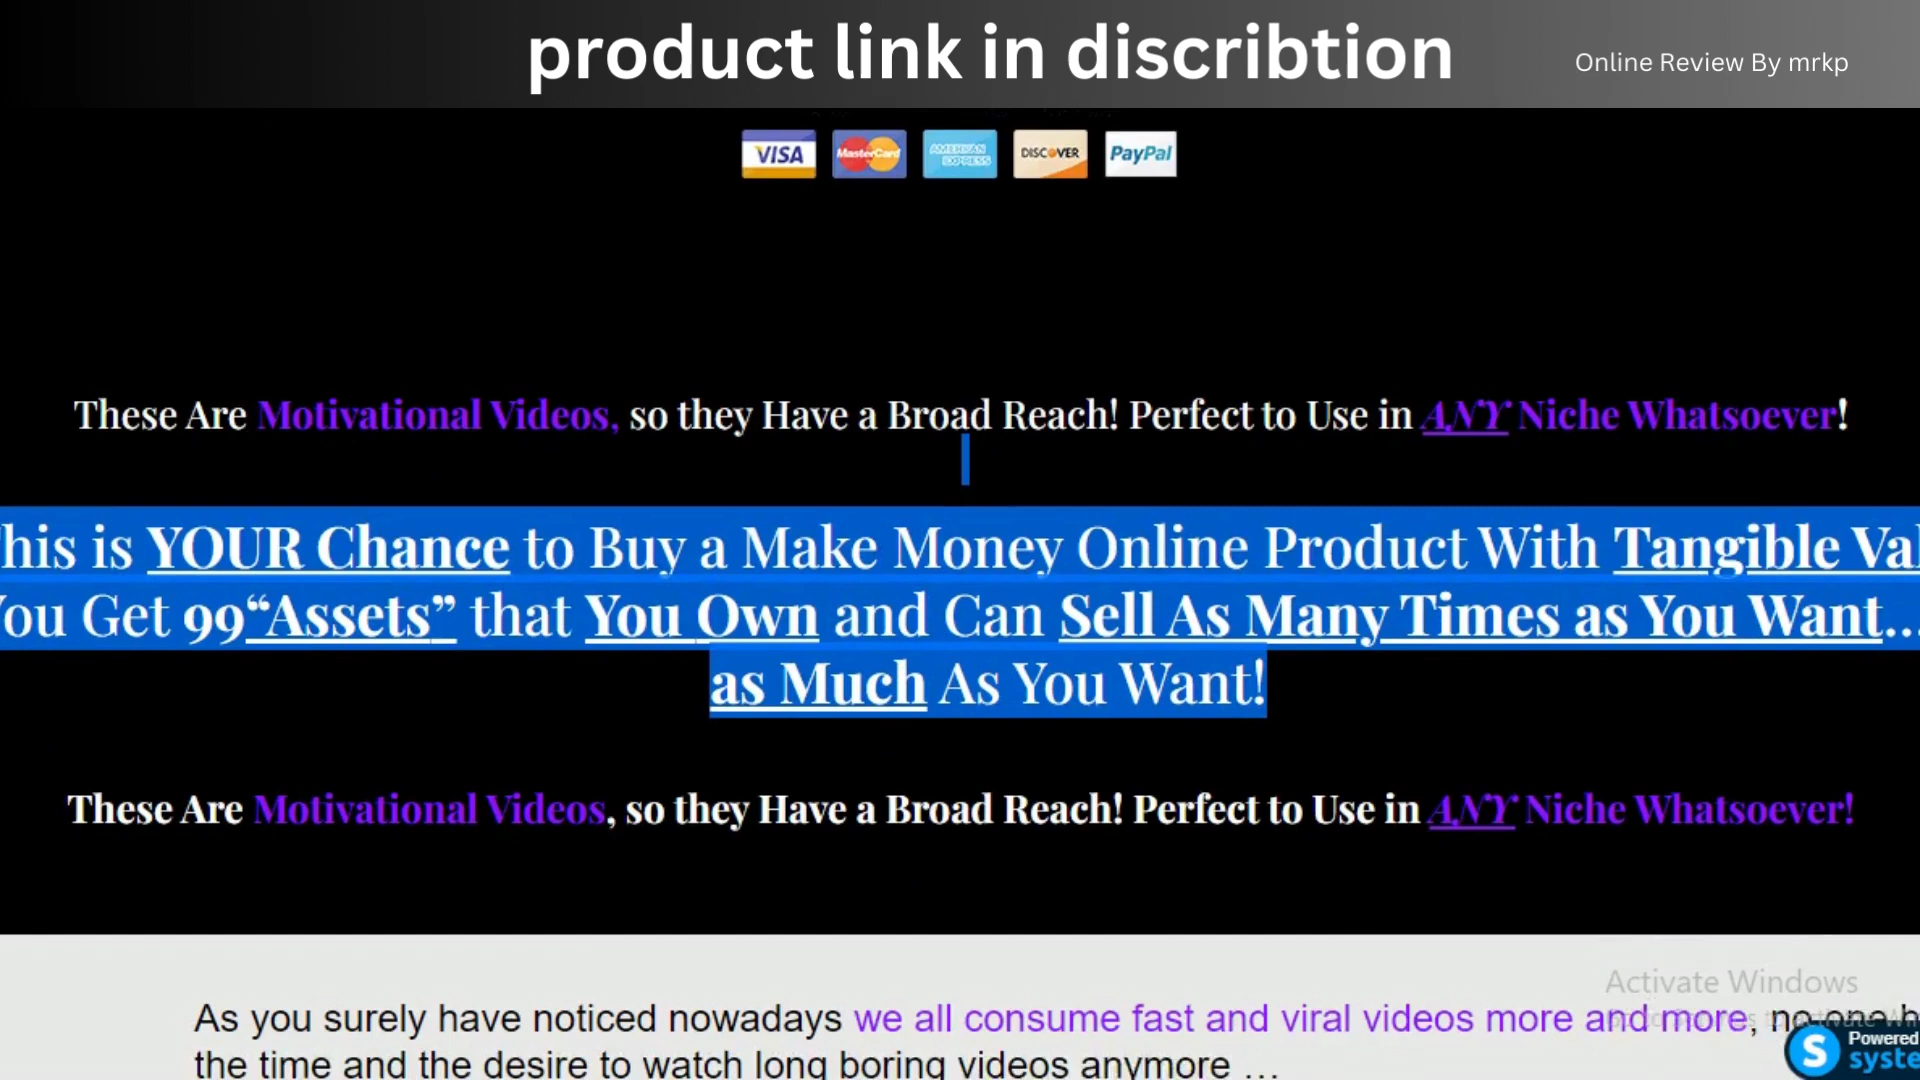 product link in discribtion
Online Review By mrkp
VISA MasterCard AMERICAN EXPRESS DISCOVER PayPal
These Are Motivational Videos, so they Have a Broad Reach! Perfect to Use in ANY Niche Whatsoever!
his is YOUR Chance to Buy a Make Money Online Product With Tangible Val
ou Get 99“Assets” that You Own and Can Sell As Many Times as You Want...
as Much As You Want!
These Are Motivational Videos, so they Have a Broad Reach! Perfect to Use in ANY Niche Whatsoever!
Activate Windows
As you surely have noticed nowadays we all consume fast and viral videos more and more,
the time and the desire to watch long boring videos anymore …
Powered
syste